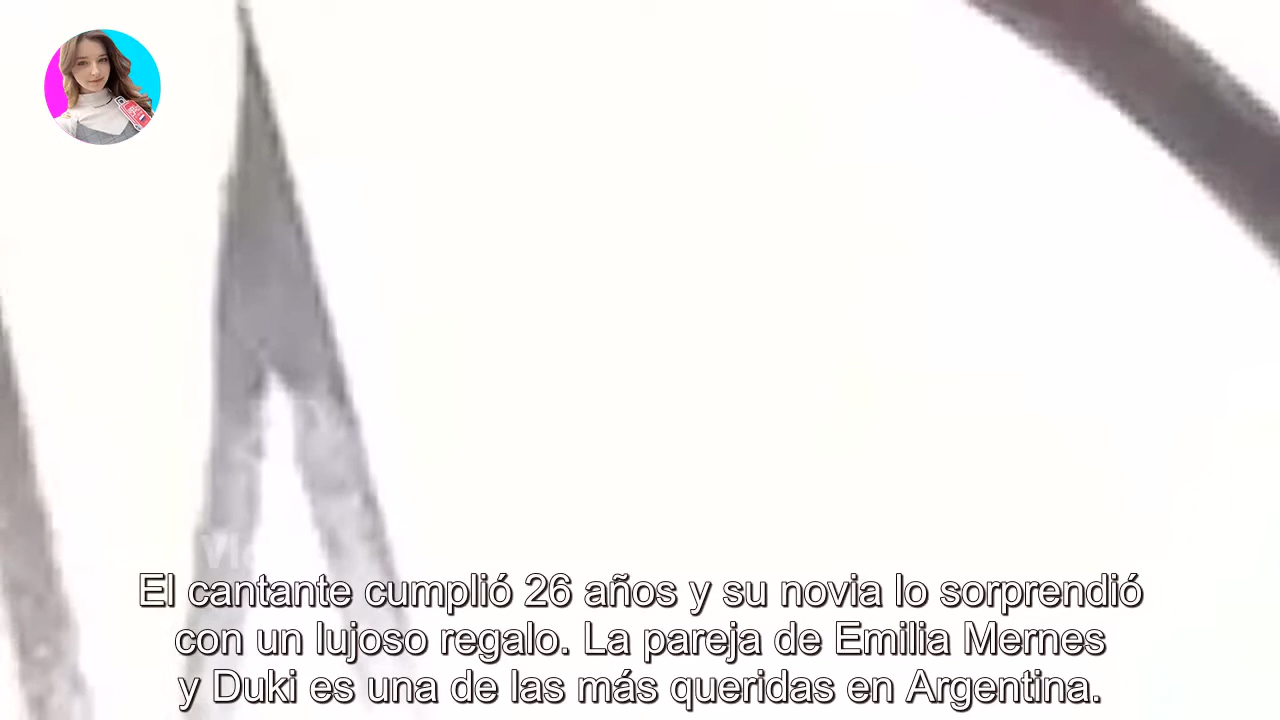 El cantante cumplió 26 años y su novia lo sorprendió
con un lujoso regalo. La pareja de Emilia Mernes
y Duki es una de las más queridas en Argentina.